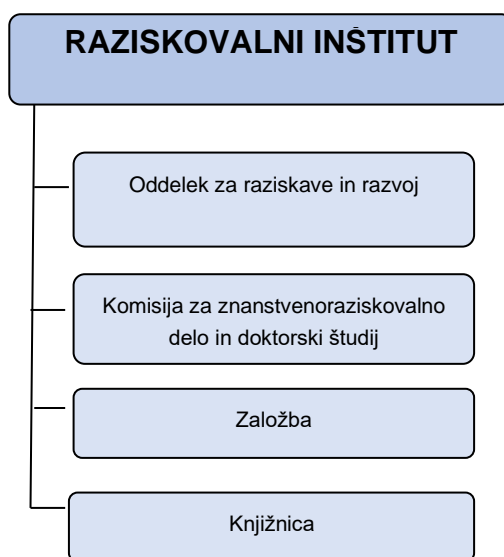 RAZISKOVALNI INŠTITUT
Oddelek za raziskave in razvoj
Komisija za znanstvenoraziskovalno
delo in doktorski študij
Založba
Knjižnica